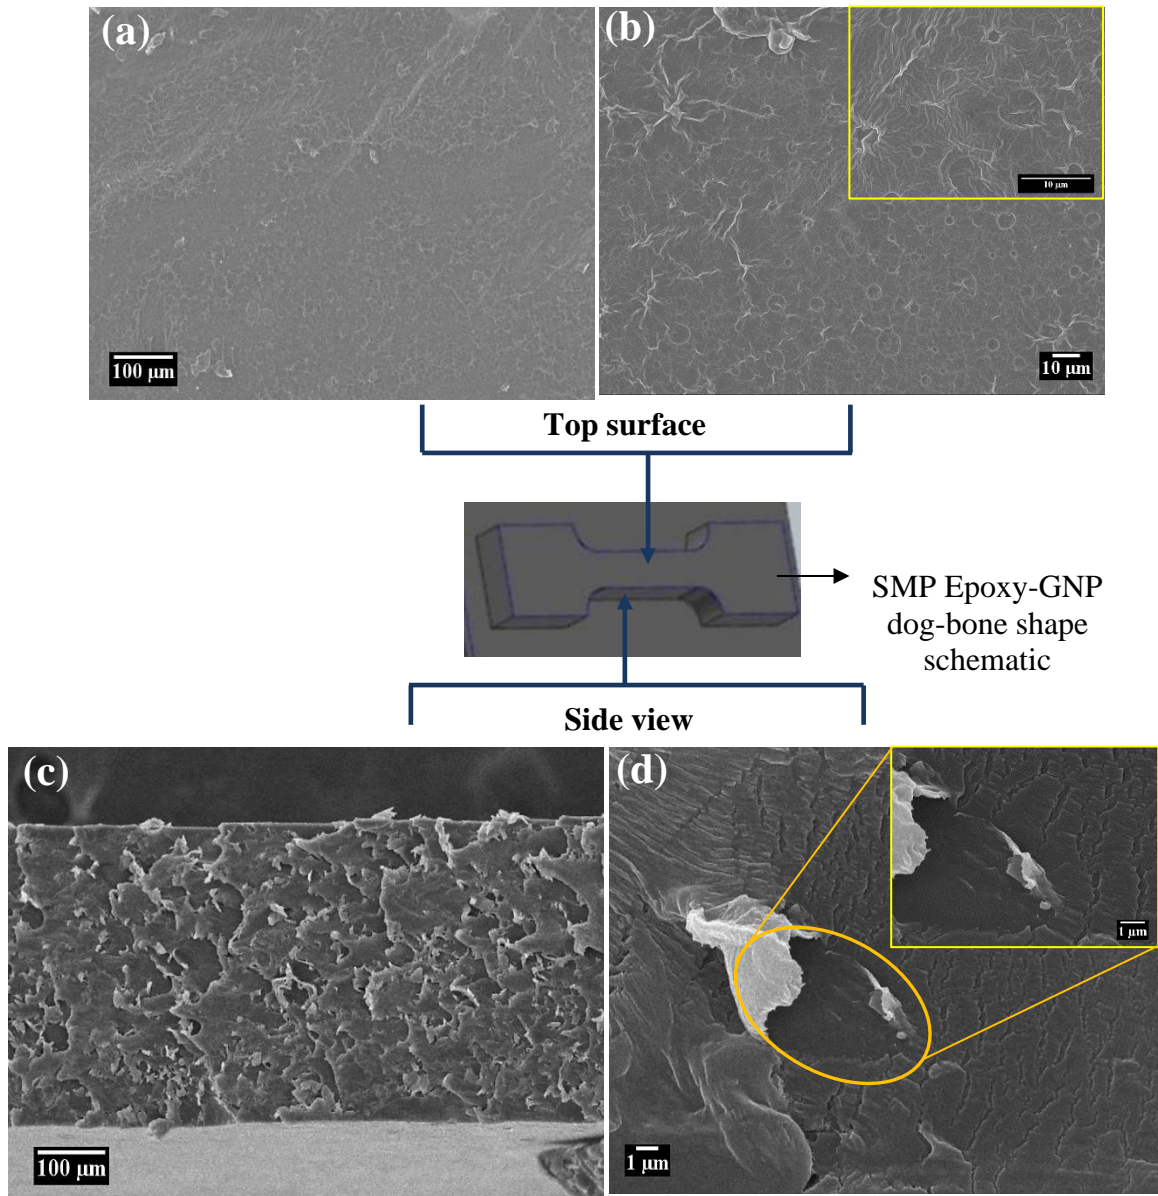 (a)
(b)
10 µm
100 µm
10 µm
Top surface
SMP Epoxy-GNP
dog-bone shape
schematic
Side view
(c)
(d)
1 µm
100 µm
1 µm